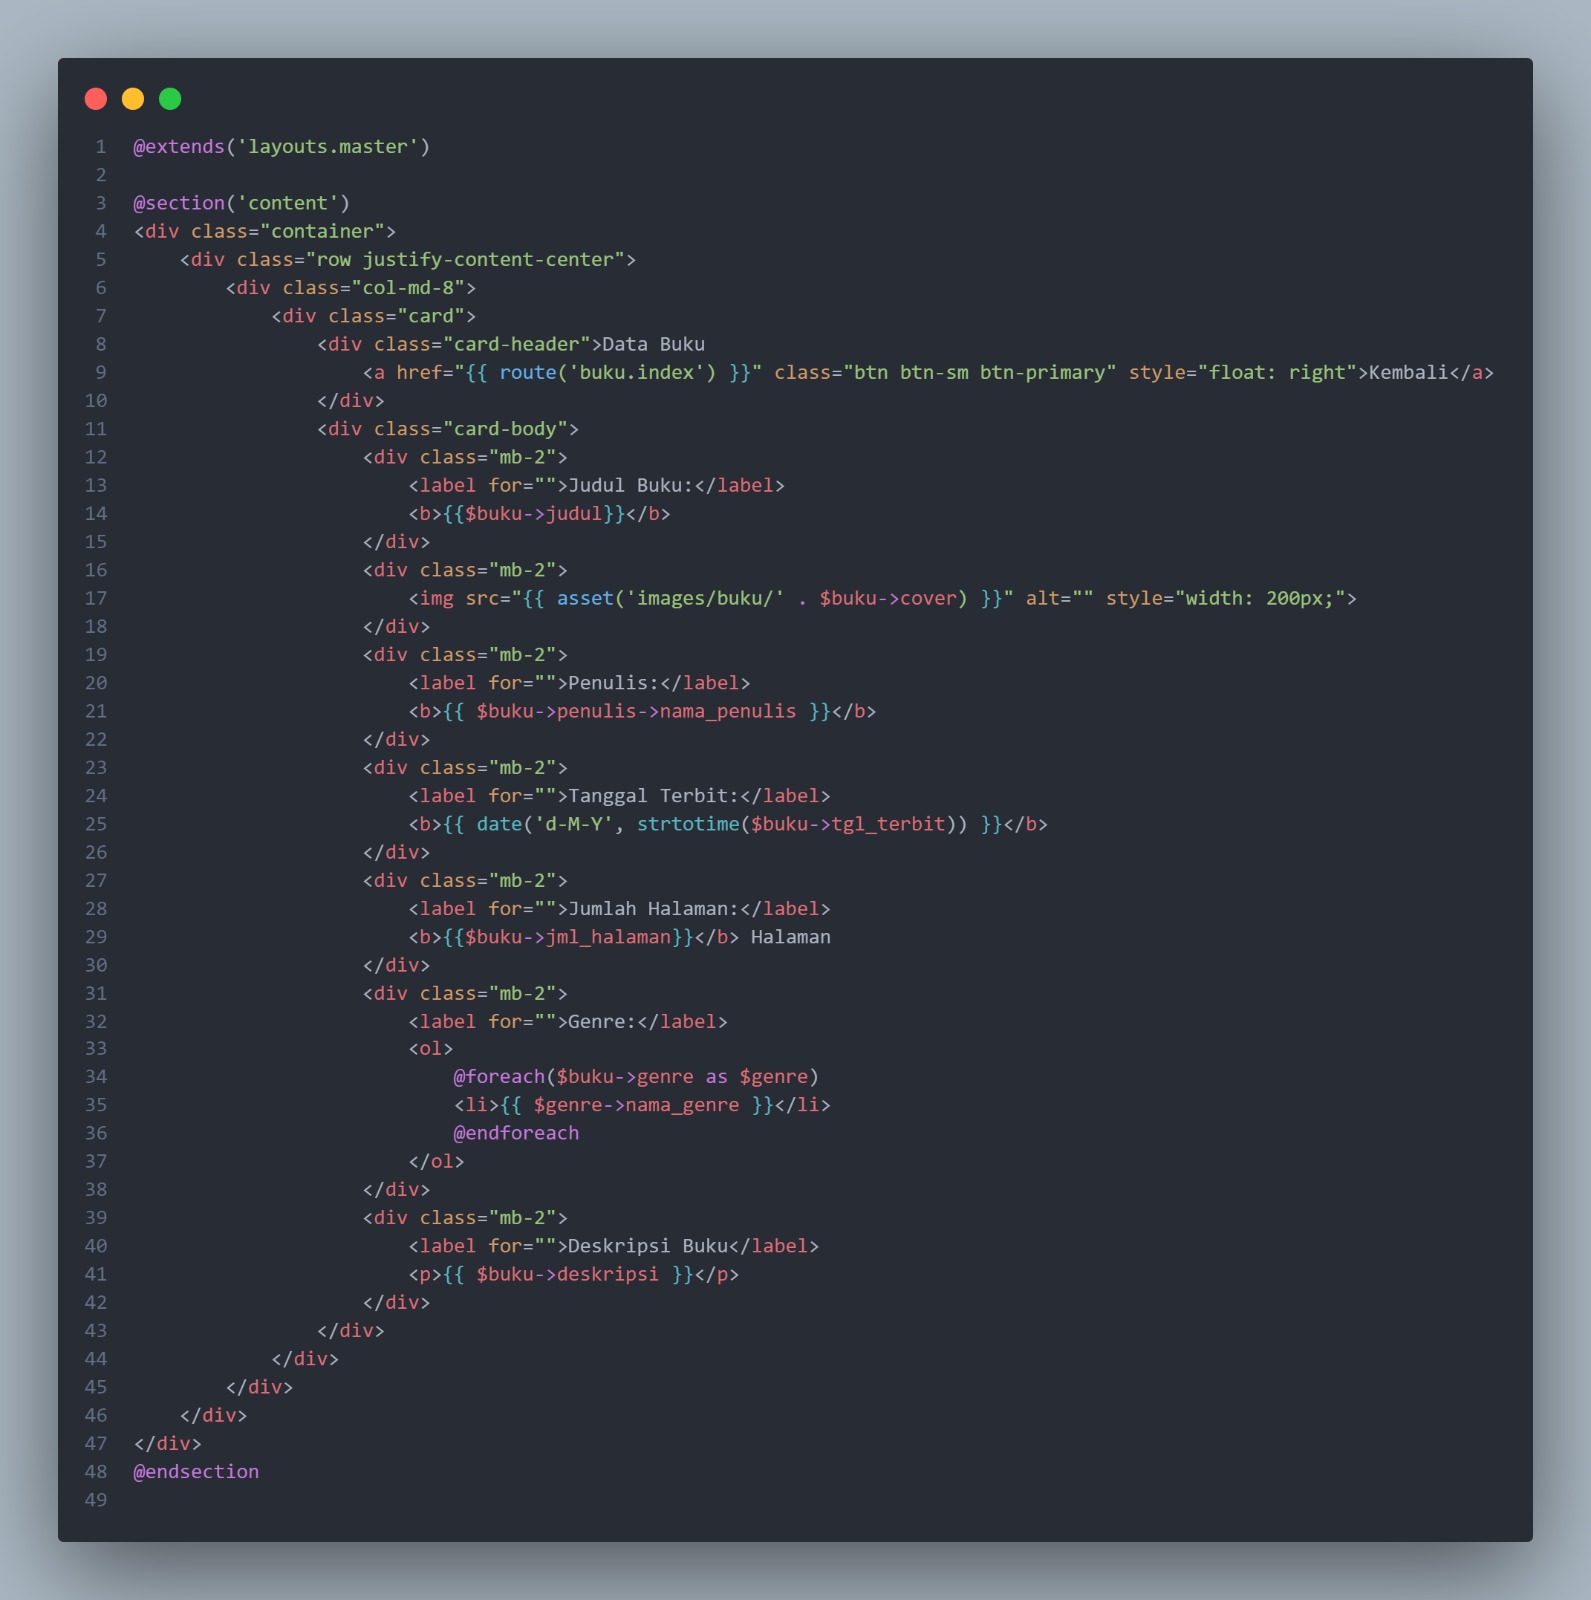 1 @extends('layouts.master')
2
3 @section('content')
4 <div class="container">
5     <div class="row justify-content-center">
6         <div class="col-md-8">
7             <div class="card">
8                 <div class="card-header">Data Buku
9                     <a href="{{ route('buku.index') }}" class="btn btn-sm btn-primary" style="float: right">Kembali</a>
10                 </div>
11                 <div class="card-body">
12                     <div class="mb-2">
13                         <label for="">Judul Buku:</label>
14                         <b>{{$buku->judul}}</b>
15                     </div>
16                     <div class="mb-2">
17                         <img src="{{ asset('images/buku/' . $buku->cover) }}" alt="" style="width: 200px;">
18                     </div>
19                     <div class="mb-2">
20                         <label for="">Penulis:</label>
21                         <b>{{ $buku->penulis->nama_penulis }}</b>
22                     </div>
23                     <div class="mb-2">
24                         <label for="">Tanggal Terbit:</label>
25                         <b>{{ date('d-M-Y', strtotime($buku->tgl_terbit)) }}</b>
26                     </div>
27                     <div class="mb-2">
28                         <label for="">Jumlah Halaman:</label>
29                         <b>{{$buku->jml_halaman}}</b> Halaman
30                     </div>
31                     <div class="mb-2">
32                         <label for="">Genre:</label>
33                         <ol>
34                             @foreach($buku->genre as $genre)
35                             <li>{{ $genre->nama_genre }}</li>
36                             @endforeach
37                         </ol>
38                     </div>
39                     <div class="mb-2">
40                         <label for="">Deskripsi Buku</label>
41                         <p>{{ $buku->deskripsi }}</p>
42                     </div>
43                 </div>
44             </div>
45         </div>
46     </div>
47 </div>
48 @endsection
49